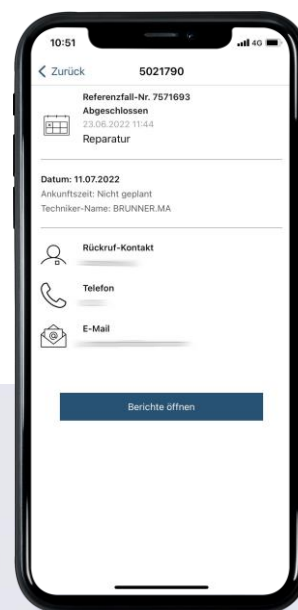 10:51
4G
Zurück
5021790
Referenzfall-Nr. 7571693
Abgeschlossen
23.06.2022 11:44
Reparatur
Datum: 11.07.2022
Ankunftszeit: Nicht geplant
Techniker-Name: BRUNNER.MA
Rückruf-Kontakt
Telefon
E-Mail
Berichte öffnen